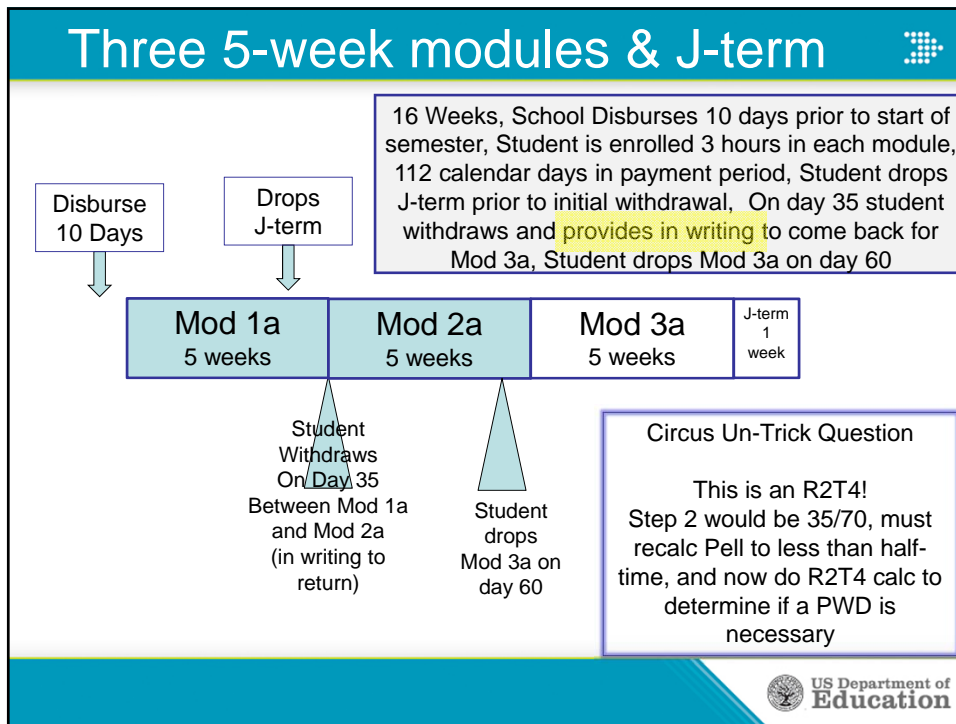 Three 5-week modules & J-term
16 Weeks, School Disburses 10 days prior to start of
semester, Student is enrolled 3 hours in each module,
112 calendar days in payment period, Student drops
J-term prior to initial withdrawal, On day 35 student
withdraws and provides in writing to come back for
Mod 3a, Student drops Mod 3a on day 60
Disburse
10 Days
Drops
J-term
Mod 1a
5 weeks
Mod 2a
5 weeks
Mod 3a
5 weeks
J-term
1
week
Student
Withdraws
On Day 35
Between Mod 1a
and Mod 2a
(in writing to
return)
Student
drops
Mod 3a on
day 60
Circus Un-Trick Question
This is an R2T4!
Step 2 would be 35/70, must
recalc Pell to less than half-
time, and now do R2T4 calc to
determine if a PWD is
necessary
US Department of
Education